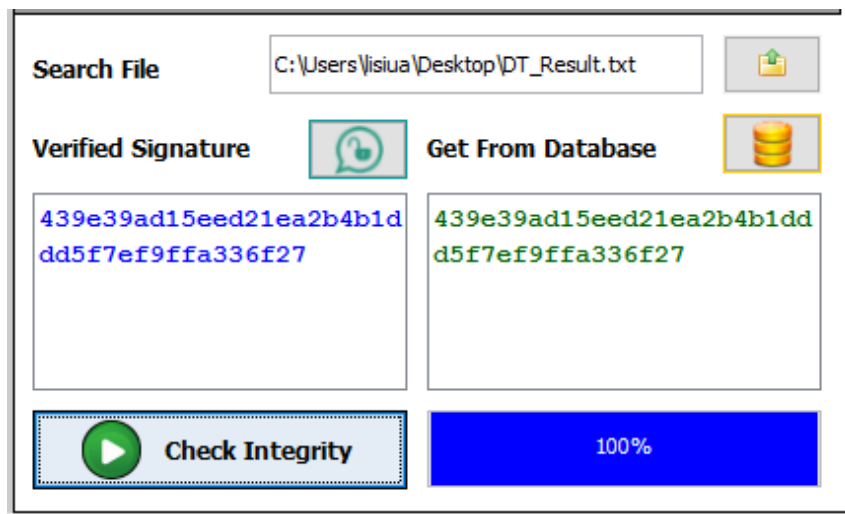 Search File
C:\Users\lisiua\Desktop\DT_Result.txt
Verified Signature
Get From Database
439e39ad15eed21ea2b4b1d
dd5f7ef9ffa336f27
439e39ad15eed21ea2b4b1dd
d5f7ef9ffa336f27
Check Integrity
100%